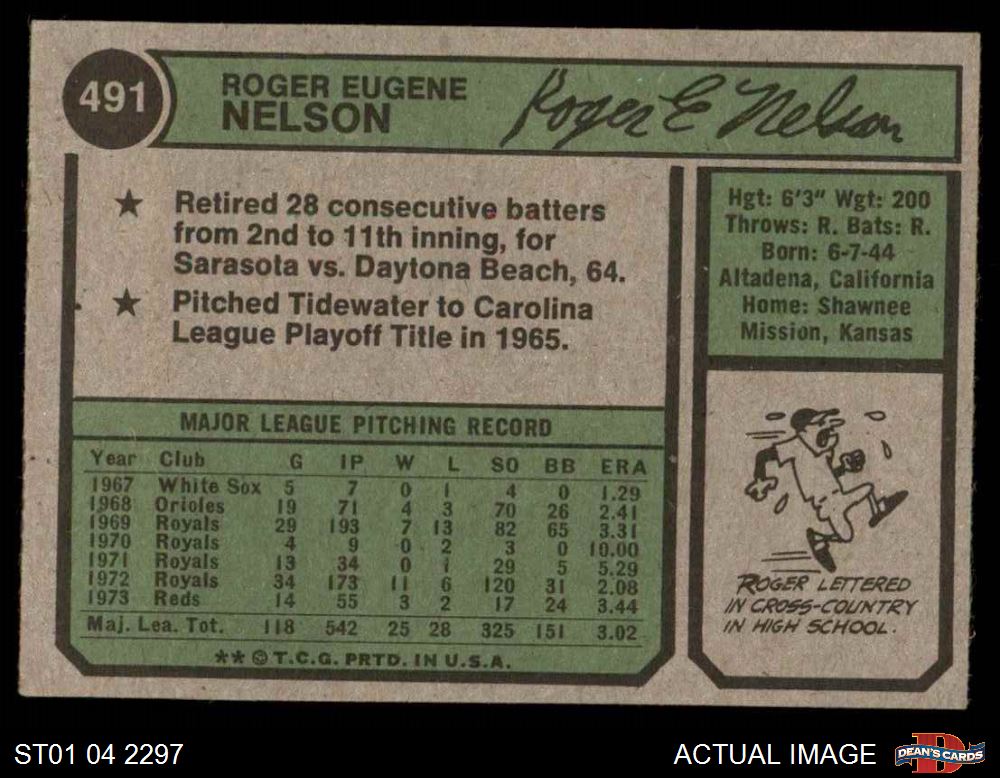 491
ROGER EUGENE
NELSON
Roger E Nelson
★ Retired 28 consecutive batters
from 2nd to 11th inning, for
Sarasota vs. Daytona Beach, 64.
★ Pitched Tidewater to Carolina
League Playoff Title in 1965.
Hgt: 6'3" Wgt: 200
Throws: R. Bats: R.
Born: 6-7-44
Altadena, California
Home: Shawnee
Mission, Kansas
MAJOR LEAGUE PITCHING RECORD
Year Club G IP W L SO BB ERA
1967 White Sox 5 7 0 1 4 0 1.29
1968 Orioles 19 71 4 3 70 26 2.41
1969 Royals 29 193 7 13 82 65 3.31
1970 Royals 4 9 0 2 3 0 10.00
1971 Royals 13 34 0 1 29 5 5.29
1972 Royals 34 173 11 6 120 31 2.08
1973 Reds 14 55 3 2 17 24 3.44
Maj. Lea. Tot. 118 542 25 28 325 151 3.02
** © T.C.G. PRTD. IN U.S.A.
ROGER LETTERED
IN CROSS-COUNTRY
IN HIGH SCHOOL.
ST01 04 2297
ACTUAL IMAGE
DEAN'S CARDS